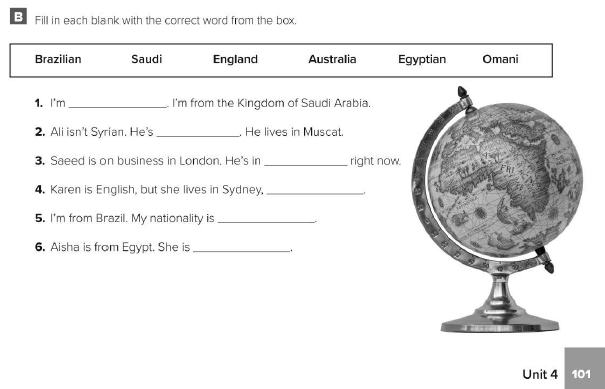 B Fill in each blank with the correct word from the box.
Brazilian Saudi England Australia Egyptian Omani
1. I'm ________________. I'm from the Kingdom of Saudi Arabia.
2. Ali isn't Syrian. He's ______________. He lives in Muscat.
3. Saeed is on business in London. He's in ______________ right now.
4. Karen is English, but she lives in Sydney, ________________.
5. I'm from Brazil. My nationality is ________________.
6. Aisha is from Egypt. She is ________________.
Unit 4 101